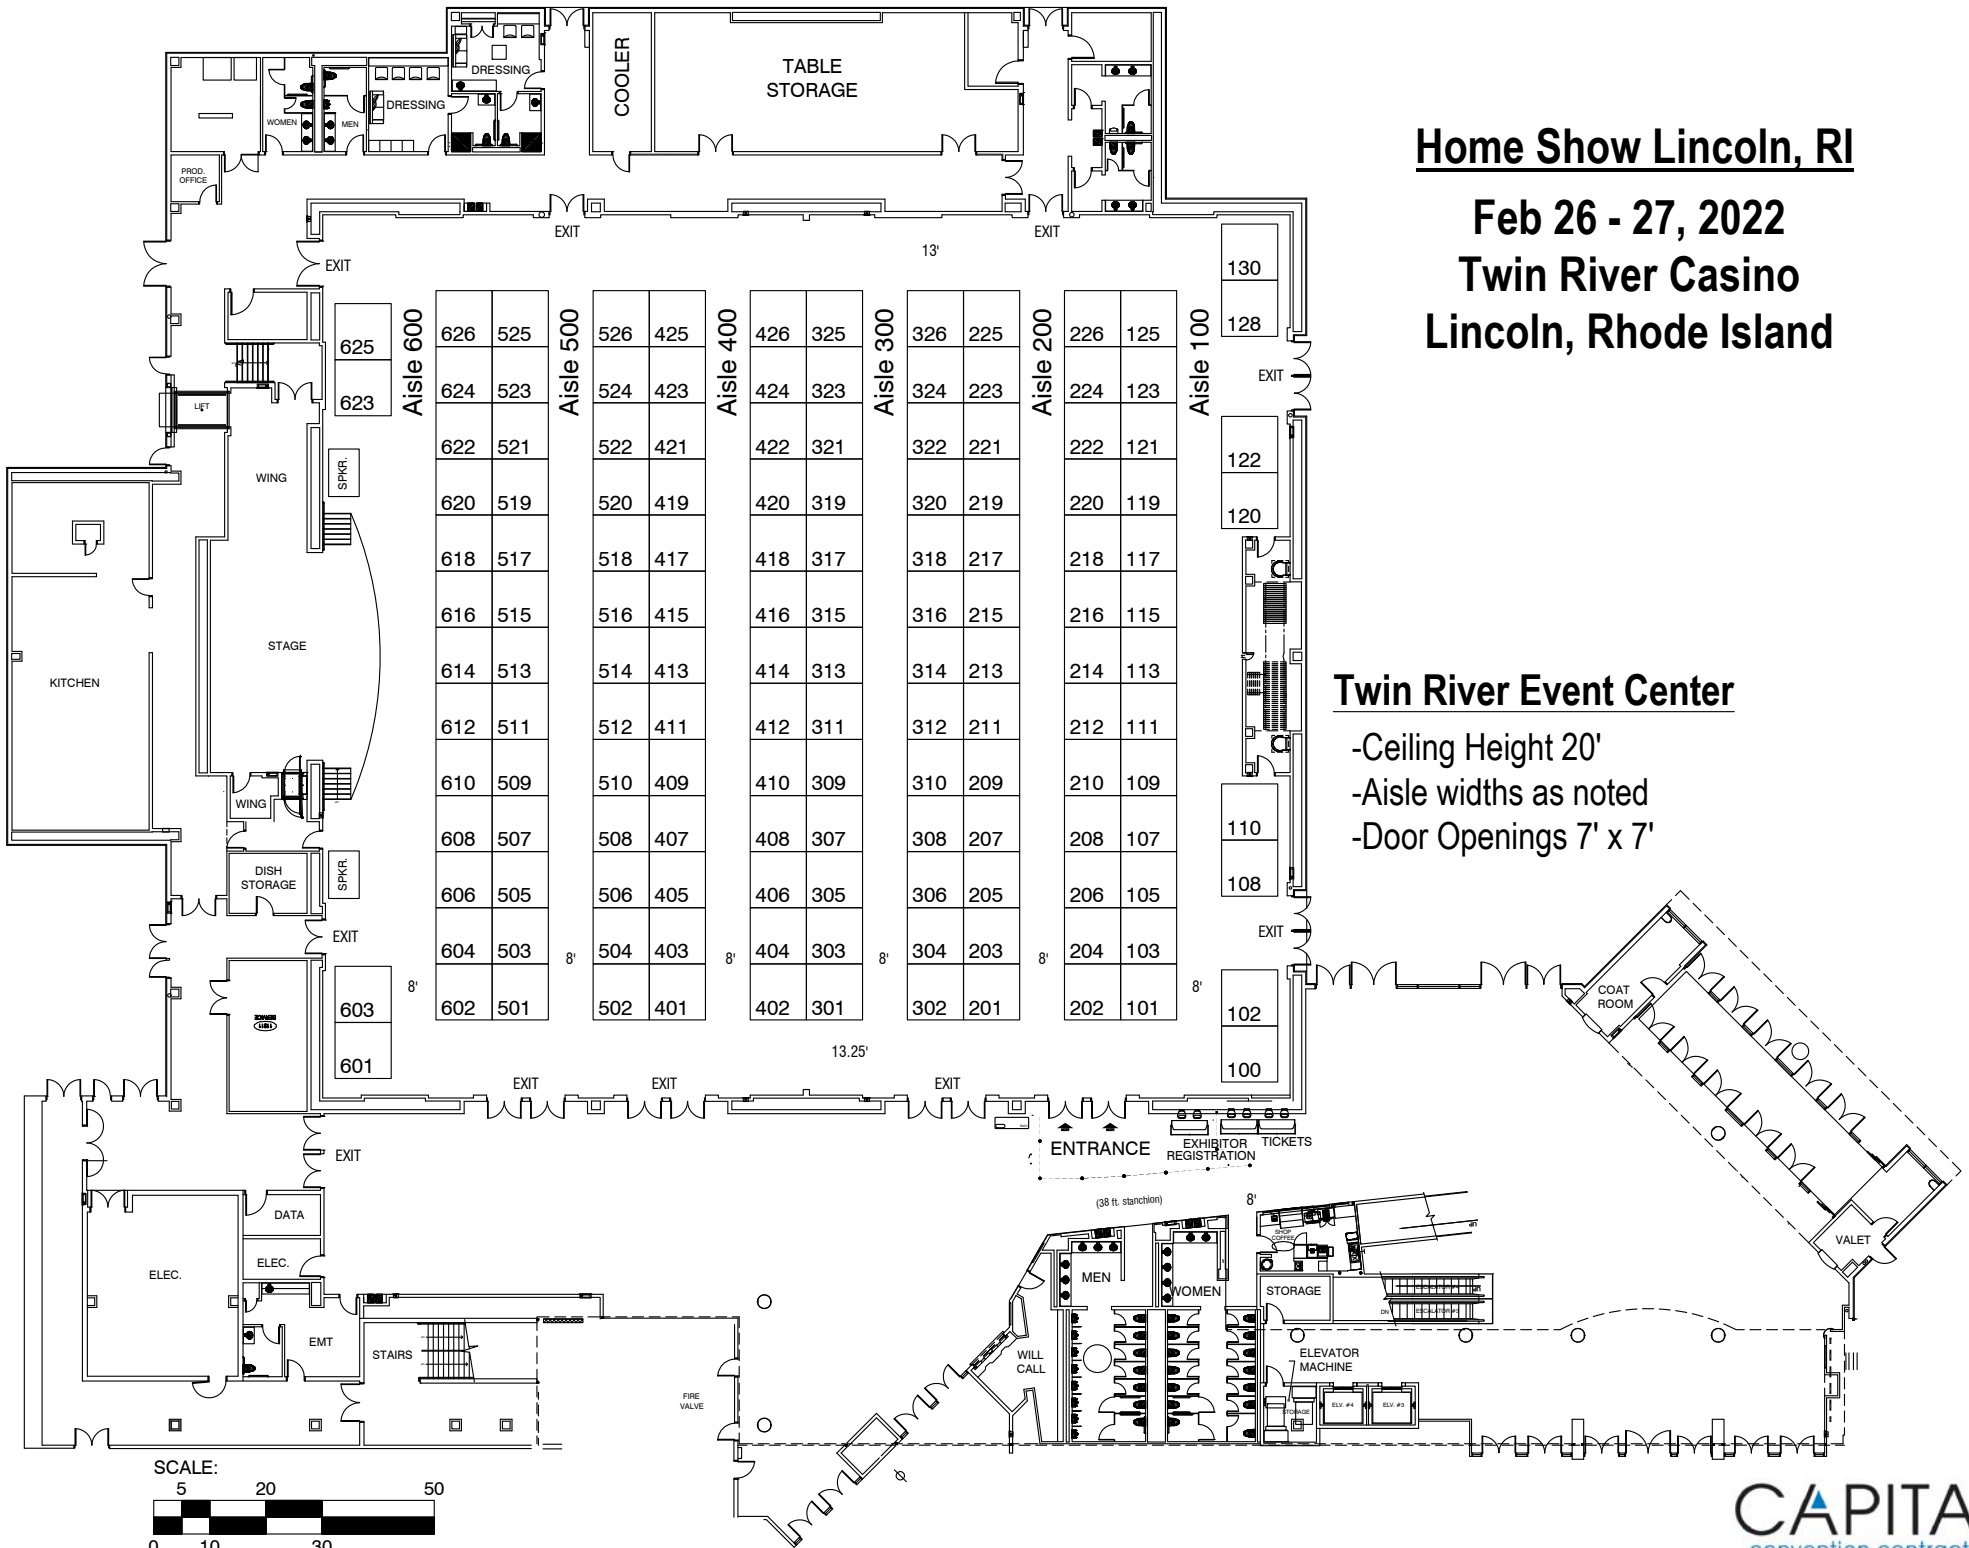 Home Show Lincoln, RI
Feb 26 - 27, 2022
Twin River Casino
Lincoln, Rhode Island
Twin River Event Center
-Ceiling Height 20'
-Aisle widths as noted
-Door Openings 7' x 7'
DRESSING
COOLER
TABLE
STORAGE
DRESSING
WOMEN
MEN
PROD.
OFFICE
EXIT
EXIT
13'
EXIT
130
128
EXIT
122
120
110
108
EXIT
102
100
625
623
603
601
Aisle 600
Aisle 500
Aisle 400
Aisle 300
Aisle 200
Aisle 100
626 525 526 425 426 325 326 225 226 125
624 523 524 423 424 323 324 223 224 123
622 521 522 421 422 321 322 221 222 121
620 519 520 419 420 319 320 219 220 119
618 517 518 417 418 317 318 217 218 117
616 515 516 415 416 315 316 215 216 115
614 513 514 413 414 313 314 213 214 113
612 511 512 411 412 311 312 211 212 111
610 509 510 409 410 309 310 209 210 109
608 507 508 407 408 307 308 207 208 107
606 505 506 405 406 305 306 205 206 105
604 503 504 403 404 303 304 203 204 103
602 501 502 401 402 301 302 201 202 101
8' 8' 8' 8' 8' 8'
13.25'
LIFT
WING
SPKR.
STAGE
KITCHEN
WING
DISH
STORAGE
SPKR.
EXIT
SERVICE
EXIT
EXIT
EXIT
ENTRANCE
EXHIBITOR
REGISTRATION
TICKETS
(38 ft. stanchion)
8'
EXIT
DATA
ELEC.
ELEC.
EMT
STAIRS
FIRE
VALVE
WILL
CALL
MEN
WOMEN
SHOP
COFFEE
STORAGE
DN
ESCALATOR #3
ELEVATOR
MACHINE
STORAGE
ELV. #4
ELV. #3
COAT
ROOM
VALET
SCALE:
5 20 50
0 10 30
CAPITA
convention contract